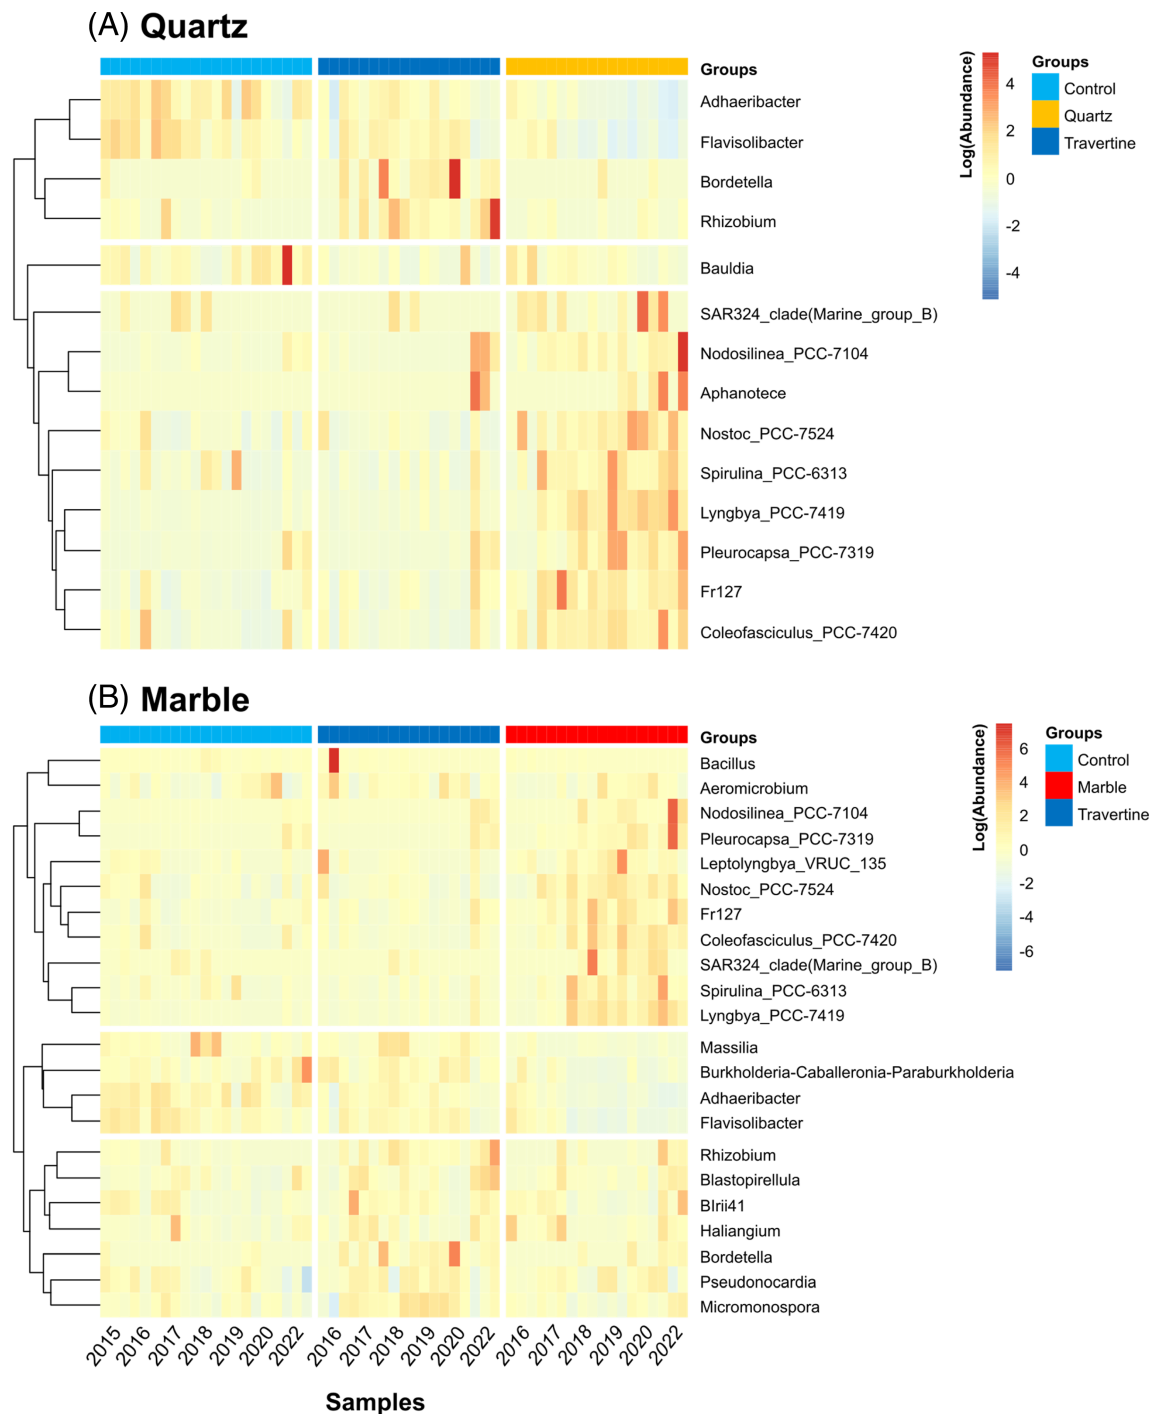 (A) Quartz
Groups
Adhaeribacter
Flavisolibacter
Bordetella
Rhizobium
Bauldia
SAR324_clade(Marine_group_B)
Nodosilinea_PCC-7104
Aphanotece
Nostoc_PCC-7524
Spirulina_PCC-6313
Lyngbya_PCC-7419
Pleurocapsa_PCC-7319
Fr127
Coleofasciculus_PCC-7420
Log(Abundance)
4
2
0
-2
-4
Groups
Control
Quartz
Travertine
(B) Marble
Groups
Bacillus
Aeromicrobium
Nodosilinea_PCC-7104
Pleurocapsa_PCC-7319
Leptolyngbya_VRUC_135
Nostoc_PCC-7524
Fr127
Coleofasciculus_PCC-7420
SAR324_clade(Marine_group_B)
Spirulina_PCC-6313
Lyngbya_PCC-7419
Massilia
Burkholderia-Caballeronia-Paraburkholderia
Adhaeribacter
Flavisolibacter
Rhizobium
Blastopirellula
BIrii41
Haliangium
Bordetella
Pseudonocardia
Micromonospora
Log(Abundance)
6
4
2
0
-2
-4
-6
Groups
Control
Marble
Travertine
2015 2016 2017 2018 2019 2020 2022 2016 2017 2018 2019 2020 2022 2016 2017 2018 2019 2020 2022
Samples